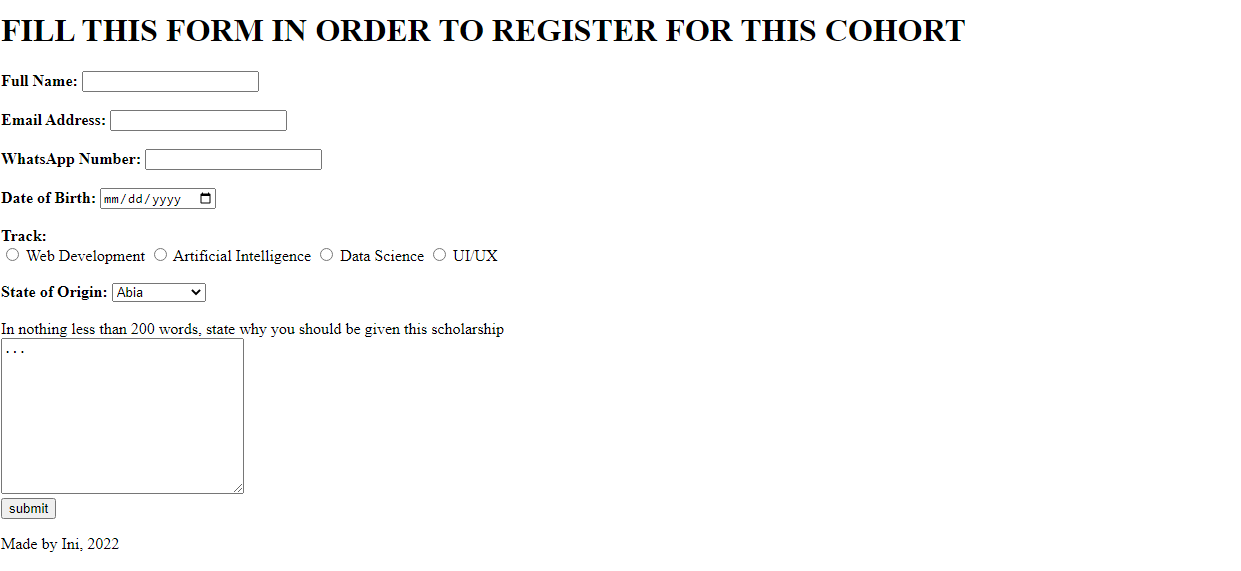 FILL THIS FORM IN ORDER TO REGISTER FOR THIS COHORT
Full Name:
Email Address:
WhatsApp Number:
Date of Birth: mm/dd/yyyy
Track:
Web Development Artificial Intelligence Data Science UI/UX
State of Origin: Abia
In nothing less than 200 words, state why you should be given this scholarship
...
submit
Made by Ini, 2022